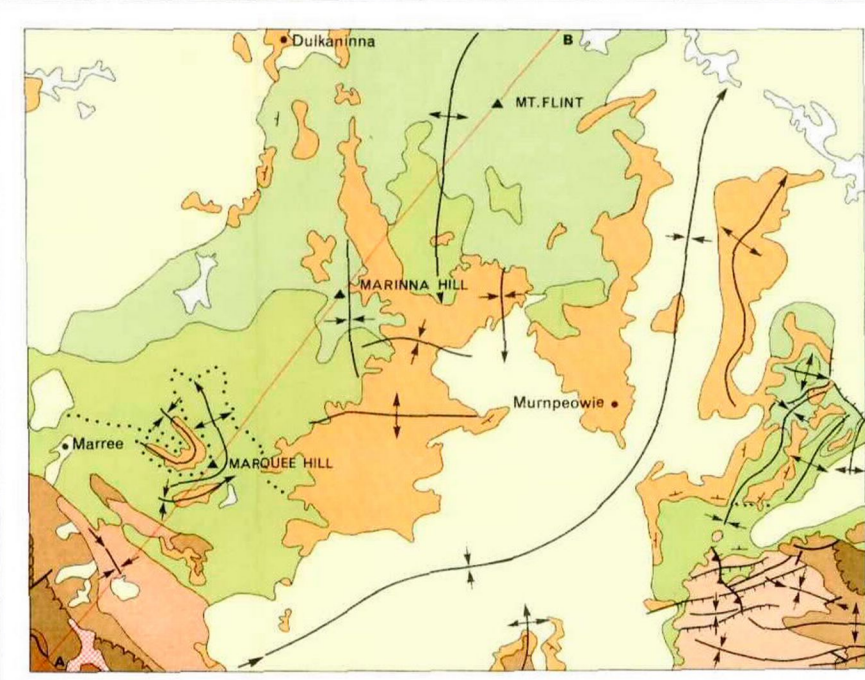 Dulkaninna
B
MT. FLINT
MARINNA HILL
Murnpeowie
Marree
MARQUEE HILL
A